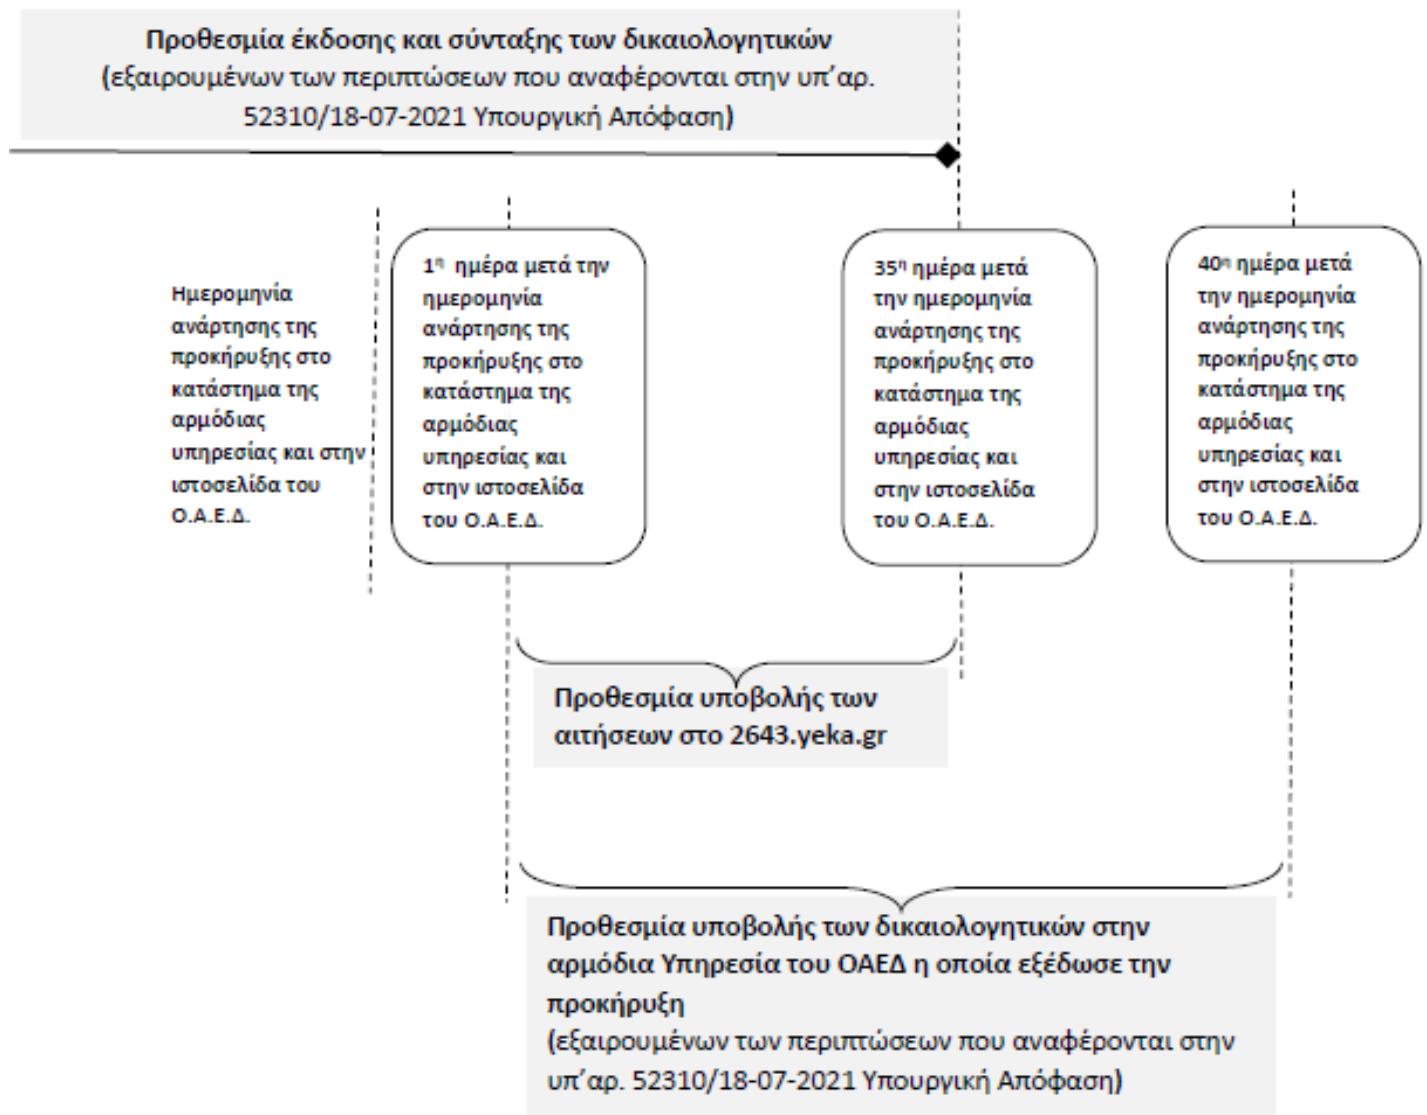 Προθεσμία έκδοσης και σύνταξης των δικαιολογητικών
(εξαιρουμένων των περιπτώσεων που αναφέρονται στην υπ’αρ.
52310/18-07-2021 Υπουργική Απόφαση)
Ημερομηνία
ανάρτησης της
προκήρυξης στο
κατάστημα της
αρμόδιας
υπηρεσίας και στην
ιστοσελίδα του
Ο.Α.Ε.Δ.
1η ημέρα μετά την
ημερομηνία
ανάρτησης της
προκήρυξης στο
κατάστημα της
αρμόδιας
υπηρεσίας και
στην ιστοσελίδα
του Ο.Α.Ε.Δ.
35η ημέρα μετά
την ημερομηνία
ανάρτησης της
προκήρυξης στο
κατάστημα της
αρμόδιας
υπηρεσίας και
στην ιστοσελίδα
του Ο.Α.Ε.Δ.
40η ημέρα μετά
την ημερομηνία
ανάρτησης της
προκήρυξης στο
κατάστημα της
αρμόδιας
υπηρεσίας και
στην ιστοσελίδα
του Ο.Α.Ε.Δ.
Προθεσμία υποβολής των
αιτήσεων στο 2643.yeka.gr
Προθεσμία υποβολής των δικαιολογητικών στην
αρμόδια Υπηρεσία του ΟΑΕΔ η οποία εξέδωσε την
προκήρυξη
(εξαιρουμένων των περιπτώσεων που αναφέρονται στην
υπ’αρ. 52310/18-07-2021 Υπουργική Απόφαση)